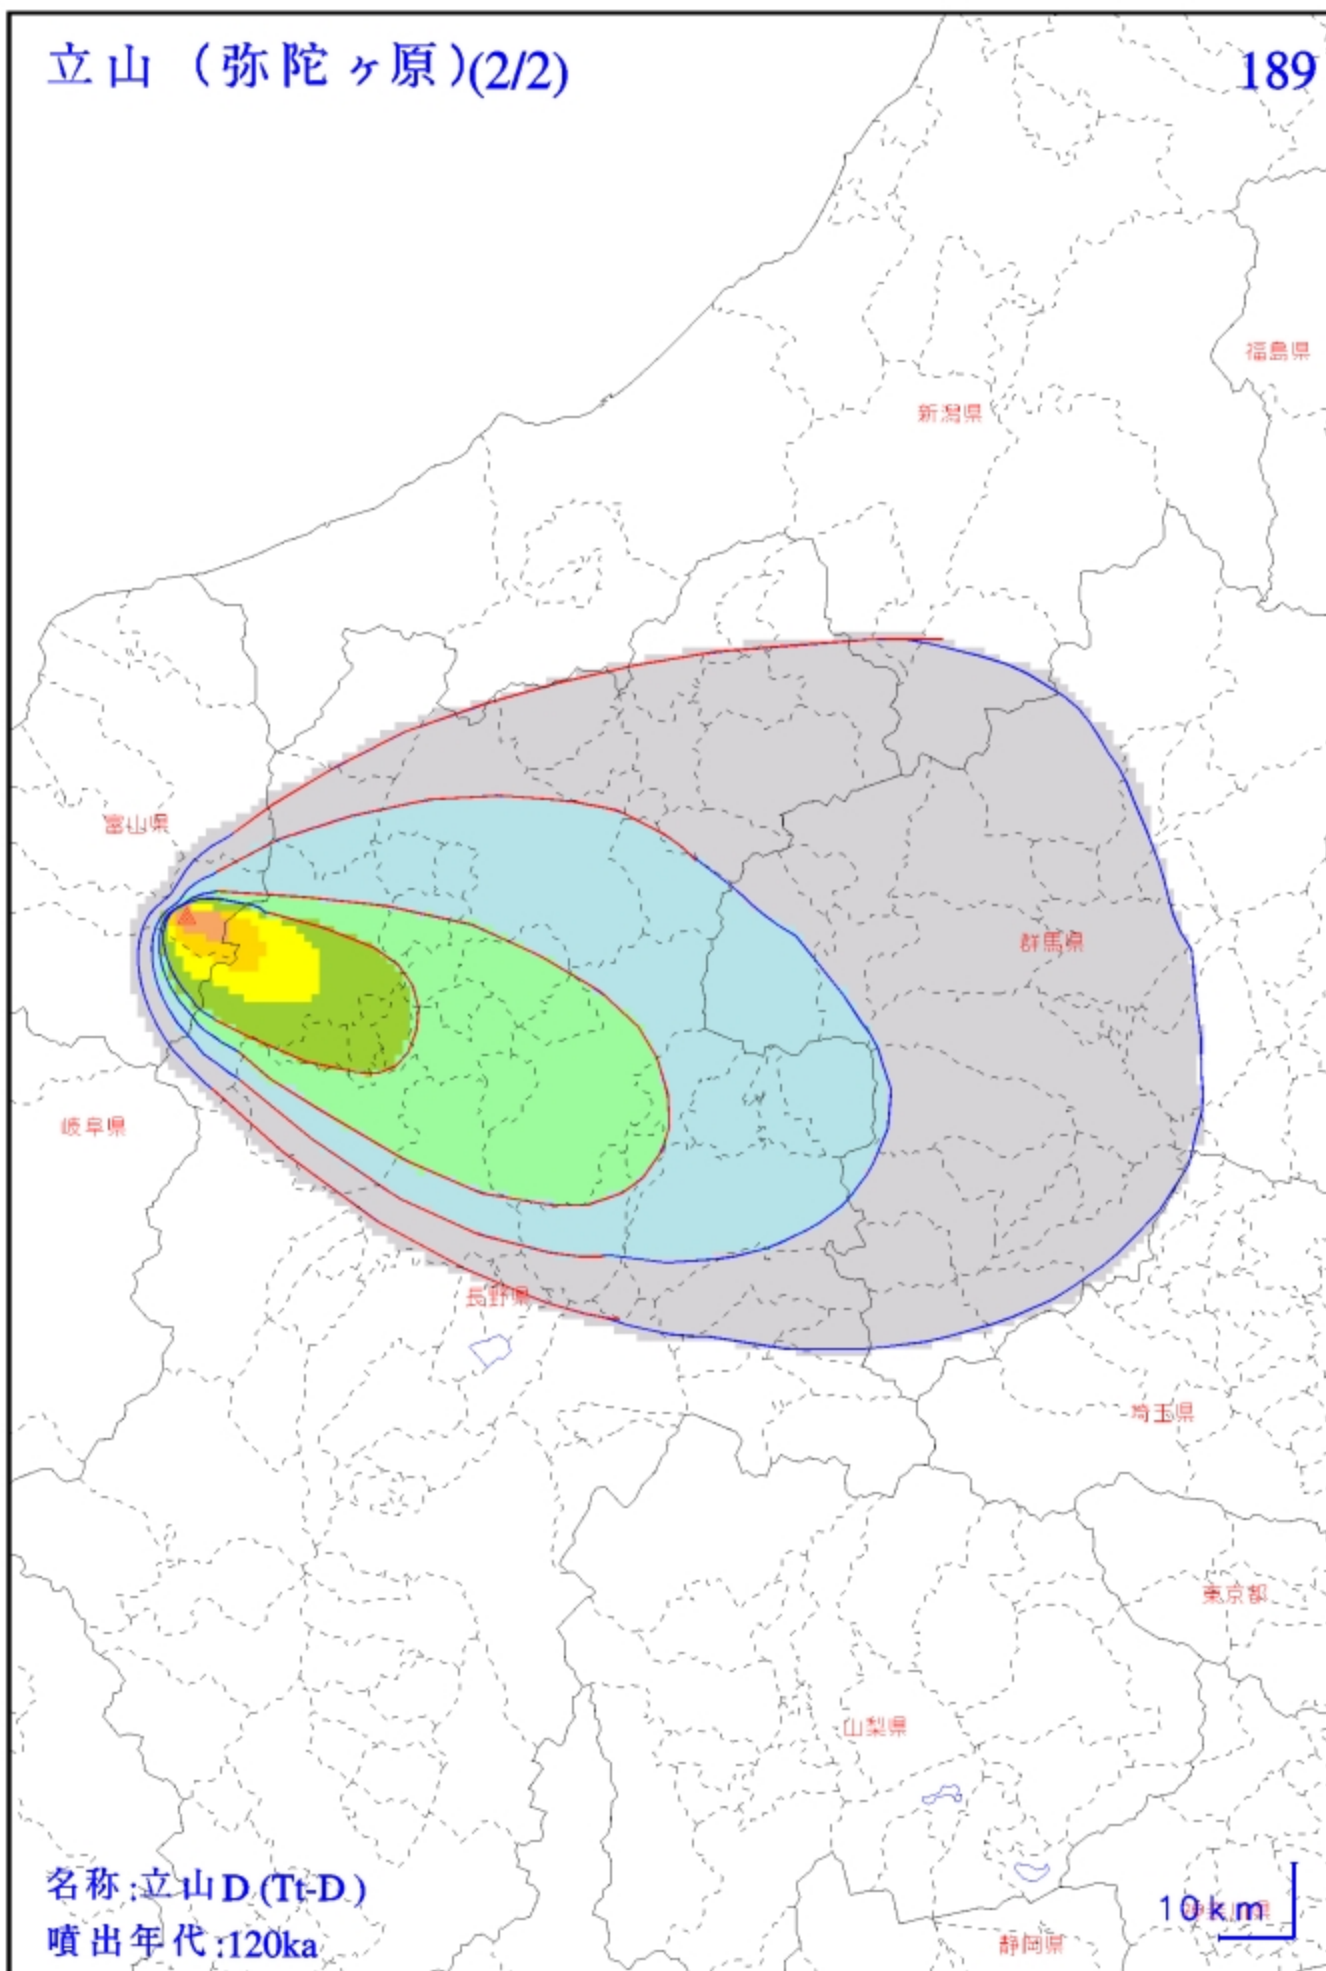 立山（弥陀ヶ原）(2/2)
189
福島県
新潟県
富山県
群馬県
岐阜県
長野県
埼玉県
東京都
山梨県
名称:立山D(Tt-D)
10km
噴出年代:120ka
静岡県